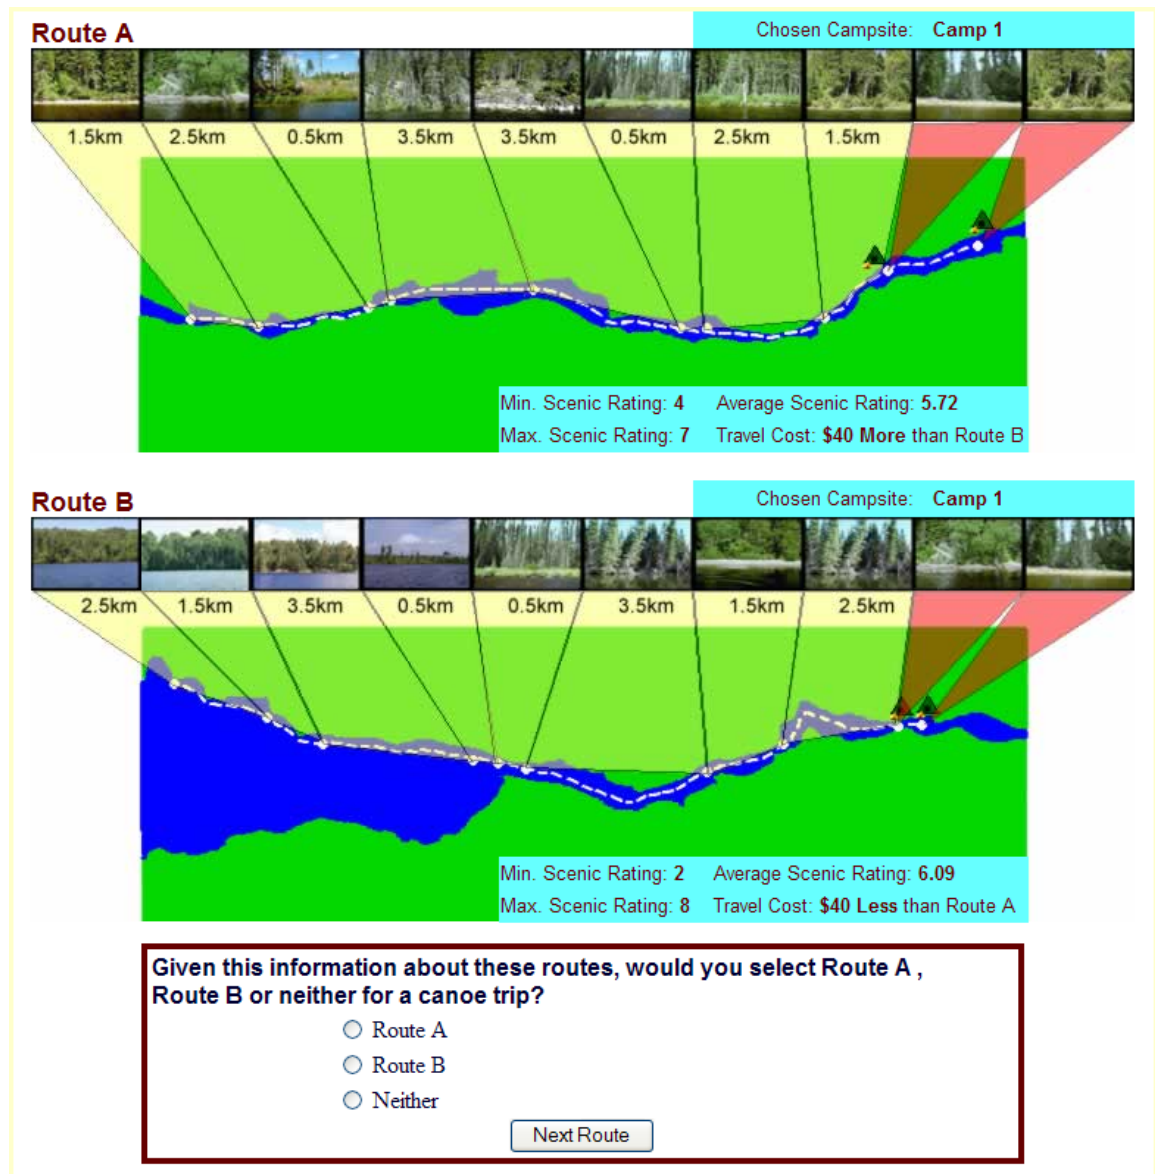 Route A
Chosen Campsite: Camp 1
1.5km 2.5km 0.5km 3.5km 3.5km 0.5km 2.5km 1.5km
Min. Scenic Rating: 4 Average Scenic Rating: 5.72
Max. Scenic Rating: 7 Travel Cost: $40 More than Route B
Route B
Chosen Campsite: Camp 1
2.5km 1.5km 3.5km 0.5km 0.5km 3.5km 1.5km 2.5km
Min. Scenic Rating: 2 Average Scenic Rating: 6.09
Max. Scenic Rating: 8 Travel Cost: $40 Less than Route A
Given this information about these routes, would you select Route A ,
Route B or neither for a canoe trip?
Route A
Route B
Neither
Next Route